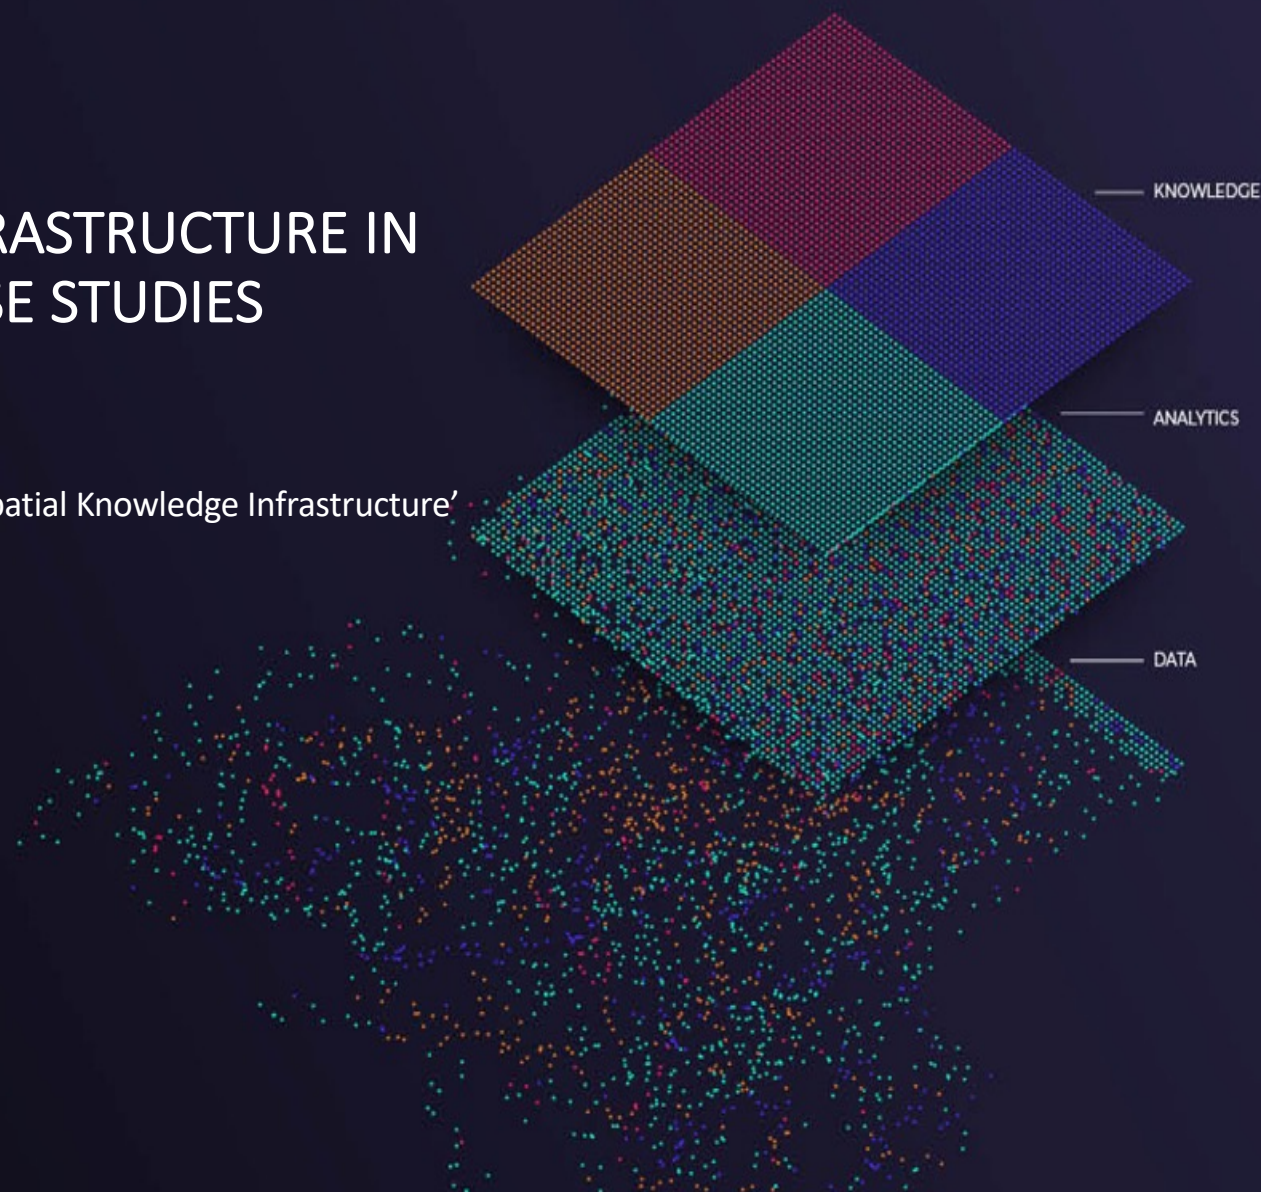 RASTRUCTURE IN
SE STUDIES
patial Knowledge Infrastructure’
KNOWLEDGE
ANALYTICS
DATA